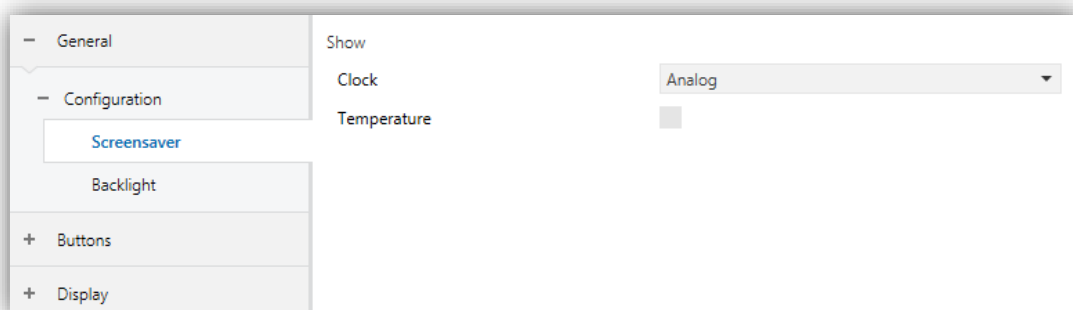 General
Configuration
Screensaver
Backlight
Buttons
Display
Show
Clock Analog
Temperature